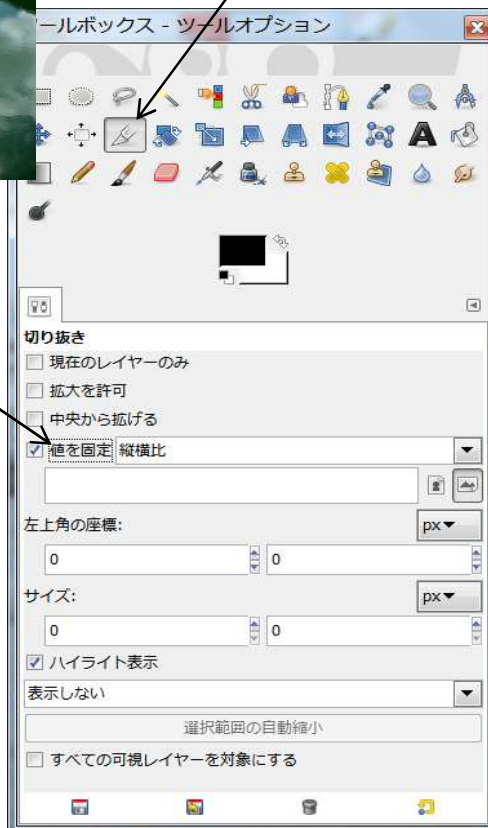 ールボックス - ツールオプション
切り抜き
現在のレイヤーのみ
拡大を許可
中央から拡げる
値を固定 縦横比
左上角の座標:
px
0 0
サイズ:
px
0 0
ハイライト表示
表示しない
選択範囲の自動縮小
すべての可視レイヤーを対象にする